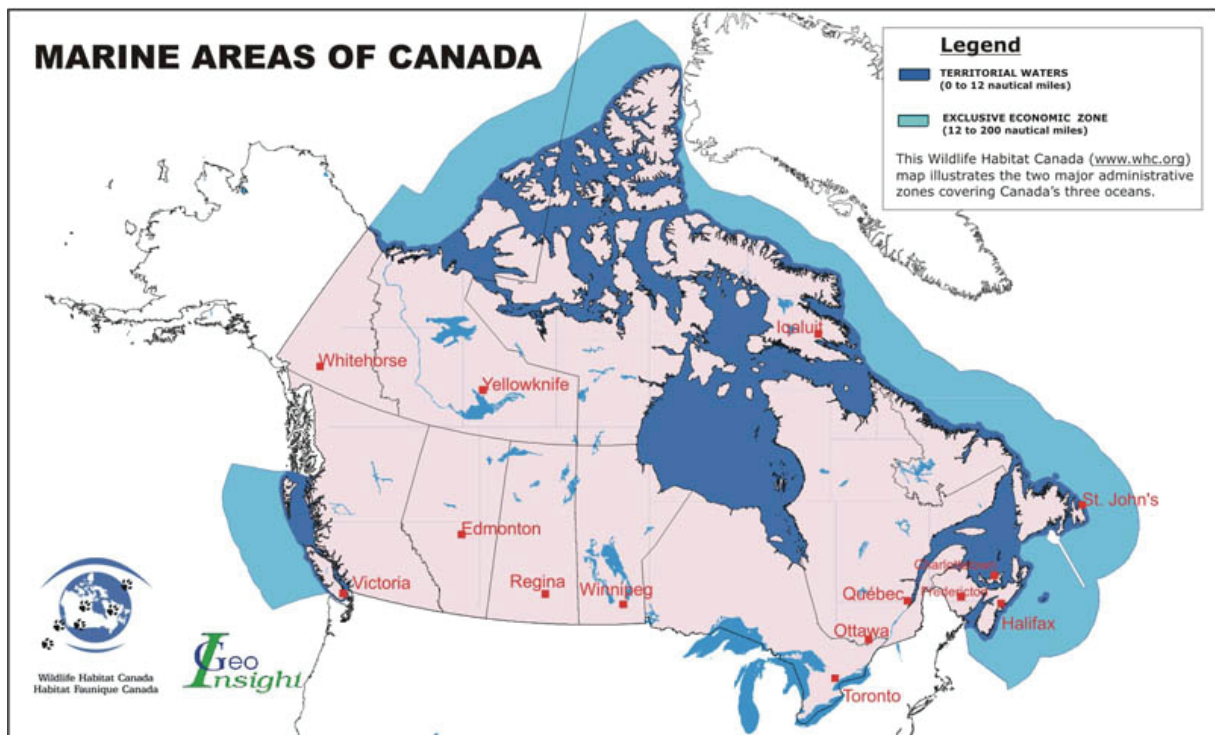 MARINE AREAS OF CANADA
Legend
TERRITORIAL WATERS
(0 to 12 nautical miles)
EXCLUSIVE ECONOMIC ZONE
(12 to 200 nautical miles)
This Wildlife Habitat Canada (www.whc.org)
map illustrates the two major administrative
zones covering Canada's three oceans.
Iqaluit
Whitehorse
Yellowknife
St. John's
Edmonton
Charlottetown
Victoria
Regina
Winnipeg
Québec
Fredericton
Halifax
Ottawa
Toronto
Wildlife Habitat Canada
Habitat Faunique Canada
Geo
Insight